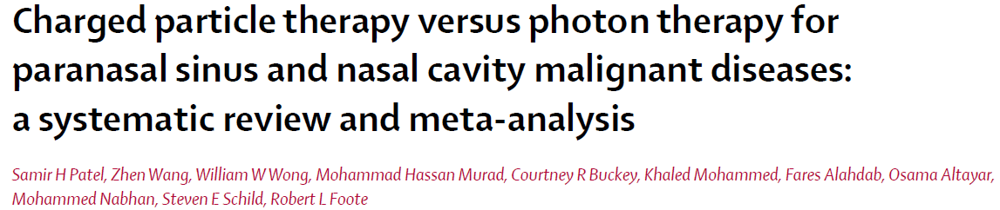 Charged particle therapy versus photon therapy for
paranasal sinus and nasal cavity malignant diseases:
a systematic review and meta-analysis
Samir H Patel, Zhen Wang, William W Wong, Mohammad Hassan Murad, Courtney R Buckey, Khaled Mohammed, Fares Alahdab, Osama Altayar,
Mohammed Nabhan, Steven E Schild, Robert L Foote